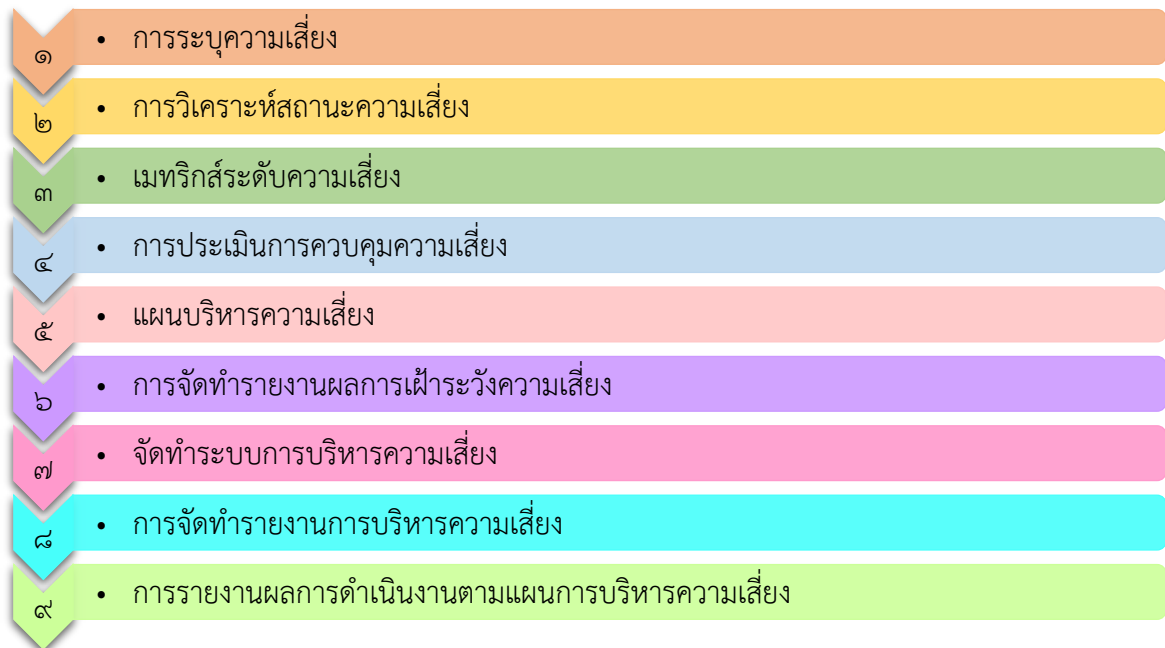 ๑ • การระบุความเสี่ยง
๒ • การวิเคราะห์สถานะความเสี่ยง
๓ • เมทริกส์ระดับความเสี่ยง
๔ • การประเมินการควบคุมความเสี่ยง
๕ • แผนบริหารความเสี่ยง
๖ • การจัดทำรายงานผลการเฝ้าระวังความเสี่ยง
๗ • จัดทำระบบการบริหารความเสี่ยง
๘ • การจัดทำรายงานการบริหารความเสี่ยง
๙ • การรายงานผลการดำเนินงานตามแผนการบริหารความเสี่ยง